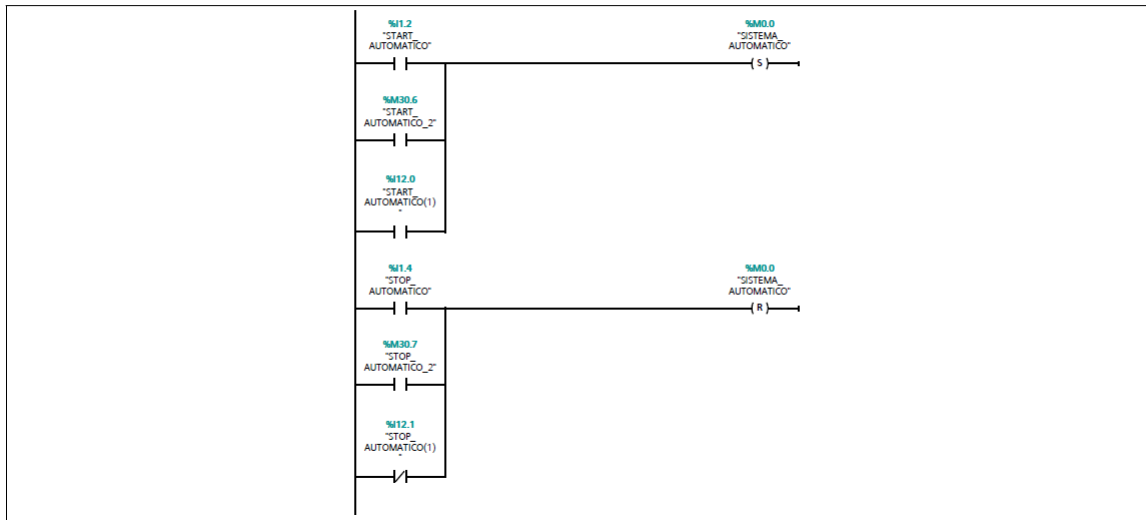 %I1.2
"START_
AUTOMATICO"
%M0.0
"SISTEMA_
AUTOMATICO"
( S )
%M30.6
"START_
AUTOMATICO_2"
%I12.0
"START_
AUTOMATICO(1)
"
%I1.4
"STOP_
AUTOMATICO"
%M0.0
"SISTEMA_
AUTOMATICO"
( R )
%M30.7
"STOP_
AUTOMATICO_2"
%I12.1
"STOP_
AUTOMATICO(1)
"